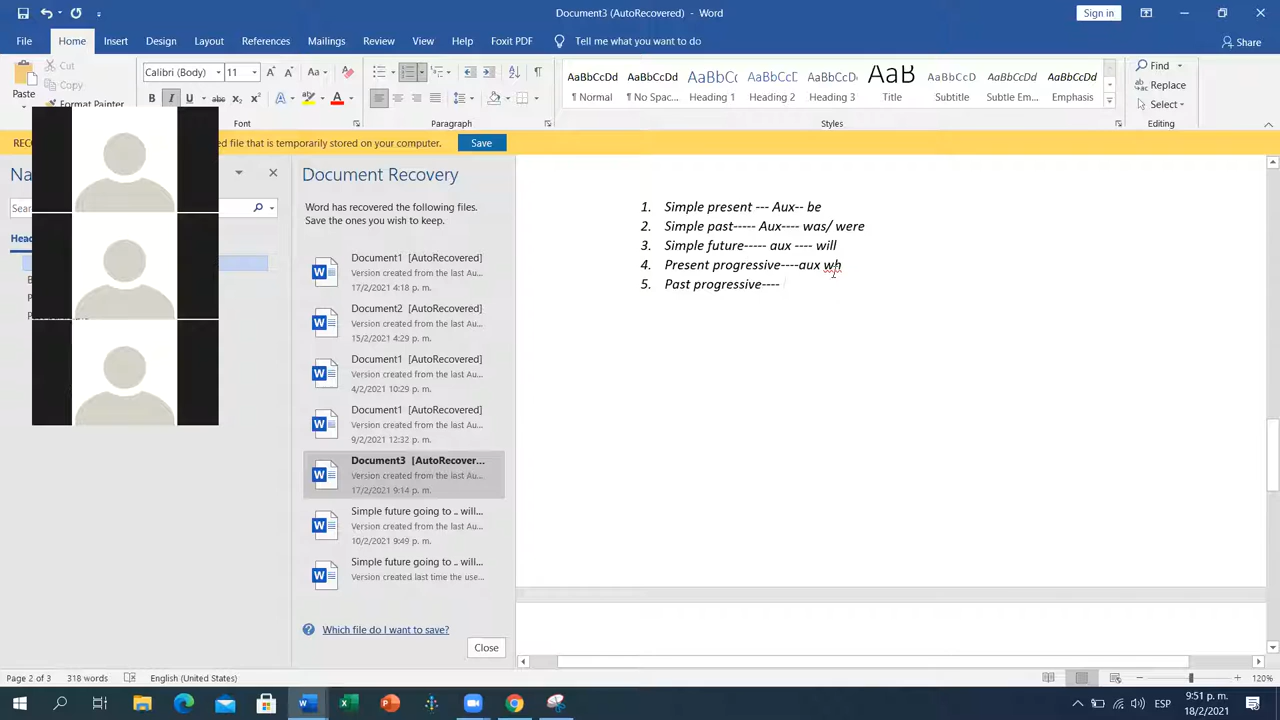 Document3 (AutoRecovered) - Word
Sign in
File Home Insert Design Layout References Mailings Review View Help Foxit PDF Tell me what you want to do Share
Cut
Copy
Format Painter
Paste
Calibri (Body) 11
Font
Paragraph
AaBbCcDd AaBbCcDd AaBbC AaBbCcC AaBbCcD AaB AaBbCcD AaBbCcDd AaBbCcDd
¶ Normal ¶ No Spac... Heading 1 Heading 2 Heading 3 Title Subtitle Subtle Em... Emphasis
Styles
Find
Replace
Select
Editing
file that is temporarily stored on your computer. Save
Na
Sear
Head
Document Recovery
Word has recovered the following files.
Save the ones you wish to keep.
Document1 [AutoRecovered]
Version created from the last Au...
17/2/2021 4:18 p. m.
Document2 [AutoRecovered]
Version created from the last Au...
15/2/2021 4:29 p. m.
Document1 [AutoRecovered]
Version created from the last Au...
4/2/2021 10:29 p. m.
Document1 [AutoRecovered]
Version created from the last Au...
9/2/2021 12:32 p. m.
Document3 [AutoRecover...
Version created from the last Au...
17/2/2021 9:14 p. m.
Simple future going to .. will...
Version created from the last Au...
10/2/2021 9:49 p. m.
Simple future going to .. will...
Version created last time the use...
Which file do I want to save?
Close
1. Simple present --- Aux-- be
2. Simple past----- Aux---- was/ were
3. Simple future----- aux ---- will
4. Present progressive----aux wh
5. Past progressive----
Page 2 of 3 318 words English (United States) 120%
ESP
9:51 p. m.
18/2/2021